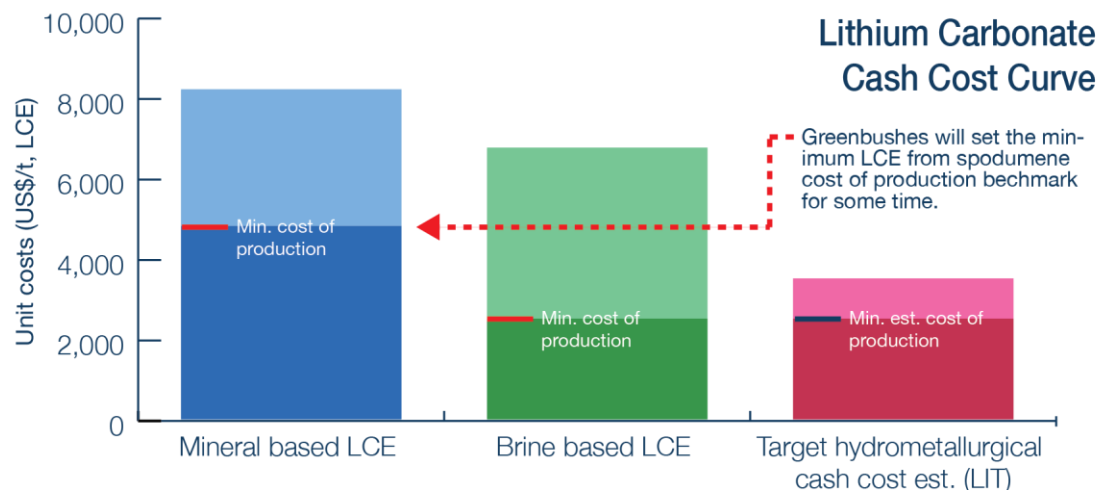 Lithium Carbonate
Cash Cost Curve
Greenbushes will set the min-
imum LCE from spodumene
cost of production bechmark
for some time.
Unit costs (US$/t, LCE)
10,000
8,000
6,000
4,000
2,000
0
Min. cost of
production
Min. cost of
production
Min. est. cost of
production
Mineral based LCE
Brine based LCE
Target hydrometallurgical
cash cost est. (LIT)